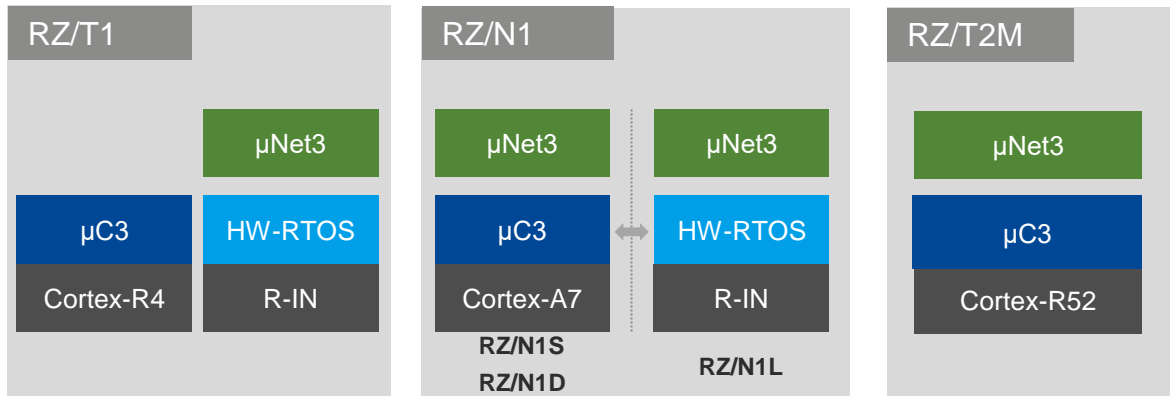 RZ/T1
μNet3
μC3
HW-RTOS
Cortex-R4
R-IN
RZ/N1
μNet3
μNet3
μC3
HW-RTOS
Cortex-A7
R-IN
RZ/N1S
RZ/N1D
RZ/N1L
RZ/T2M
μNet3
μC3
Cortex-R52